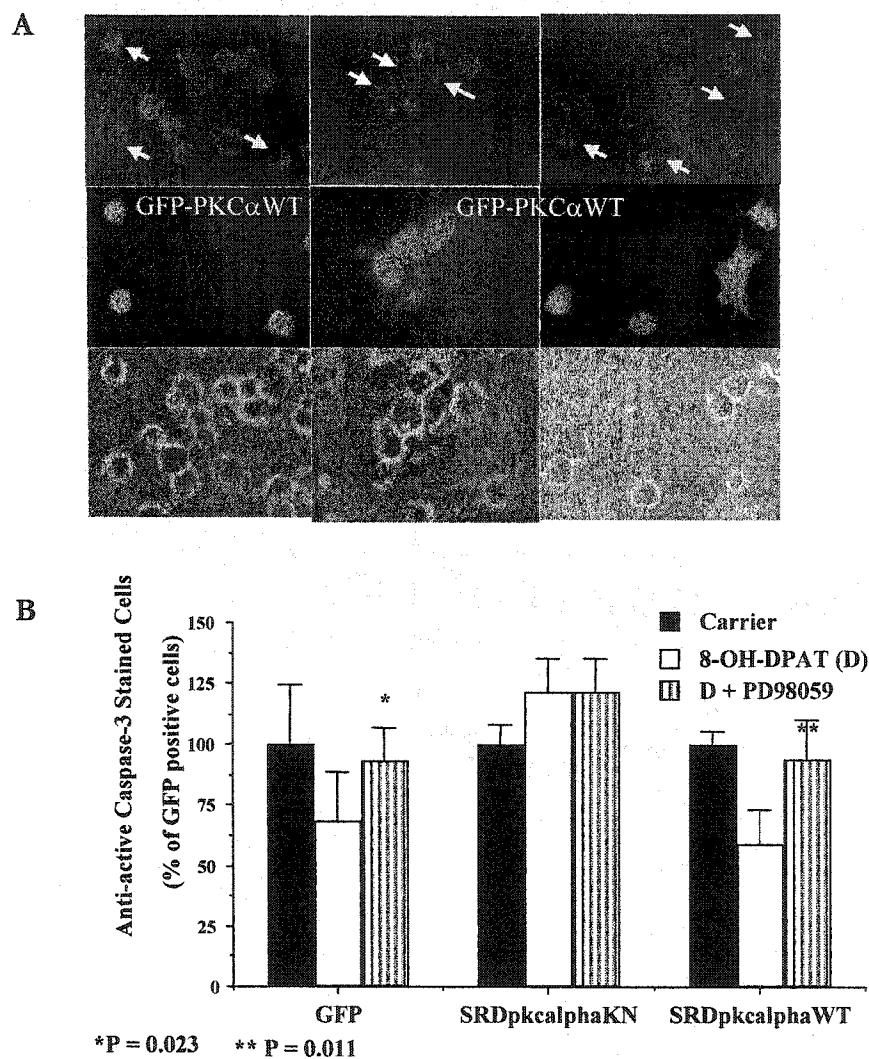 A
GFP-PKCαWT
GFP-PKCαWT
B
Anti-active Caspase-3 Stained Cells
(% of GFP positive cells)
150
125
100
75
50
25
0
Carrier
8-OH-DPAT (D)
D + PD98059
*
**
GFP
SRDpkcalphaKN
SRDpkcalphaWT
*P = 0.023
** P = 0.011